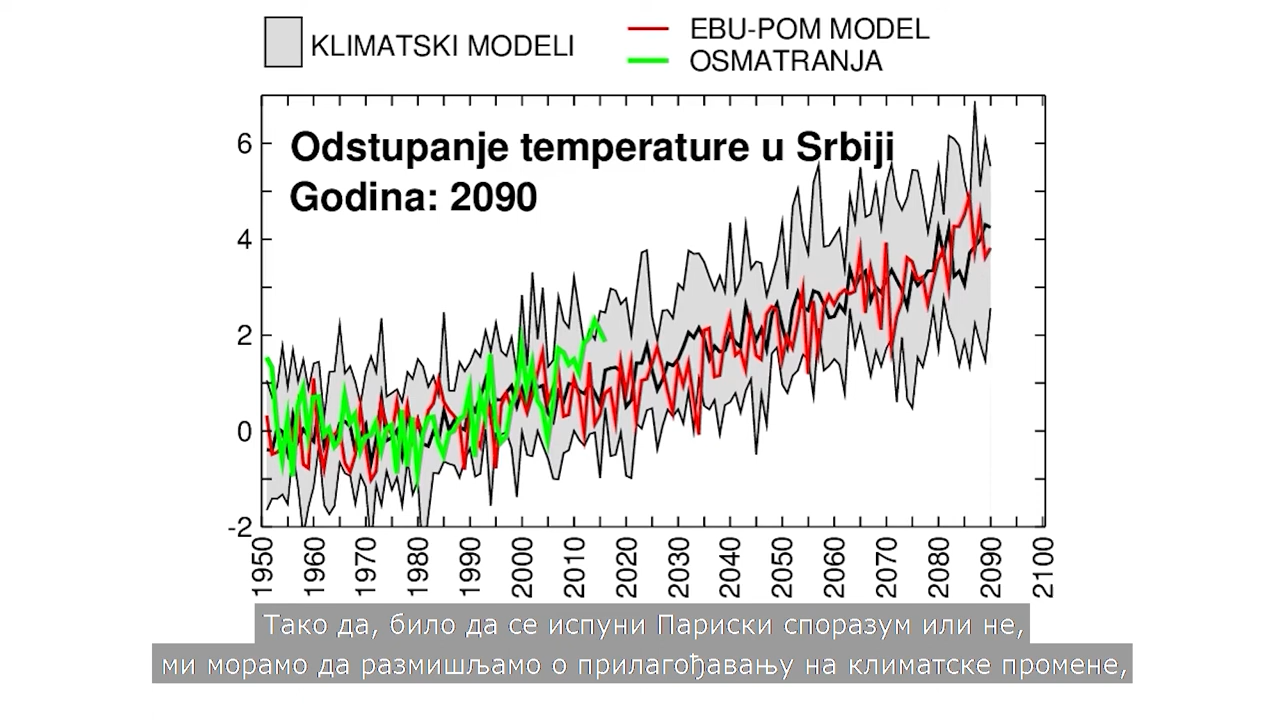 KLIMATSKI MODELI
EBU-POM MODEL
OSMATRANJA
Odstupanje temperature u Srbiji
Godina: 2090
6
4
2
0
-2
1950 1960 1970 1980 1990 2000 2010 2020 2030 2040 2050 2060 2070 2080 2090 2100
Тако да, било да се испуни Париски споразум или не,
ми морамо да размишљамо о прилагођавању на климатске промене,